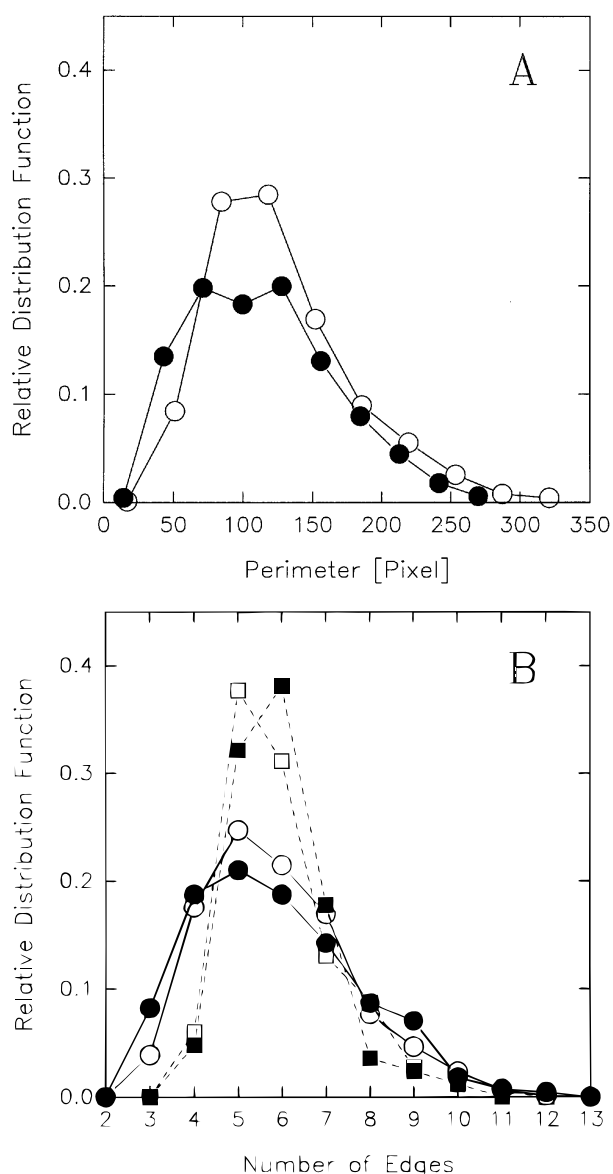 A
0.4
0.3
0.2
0.1
0.0
Relative Distribution Function
0 50 100 150 200 250 300 350
Perimeter [Pixel]
B
0.4
0.3
0.2
0.1
0.0
Relative Distribution Function
2 3 4 5 6 7 8 9 10 11 12 13
Number of Edges